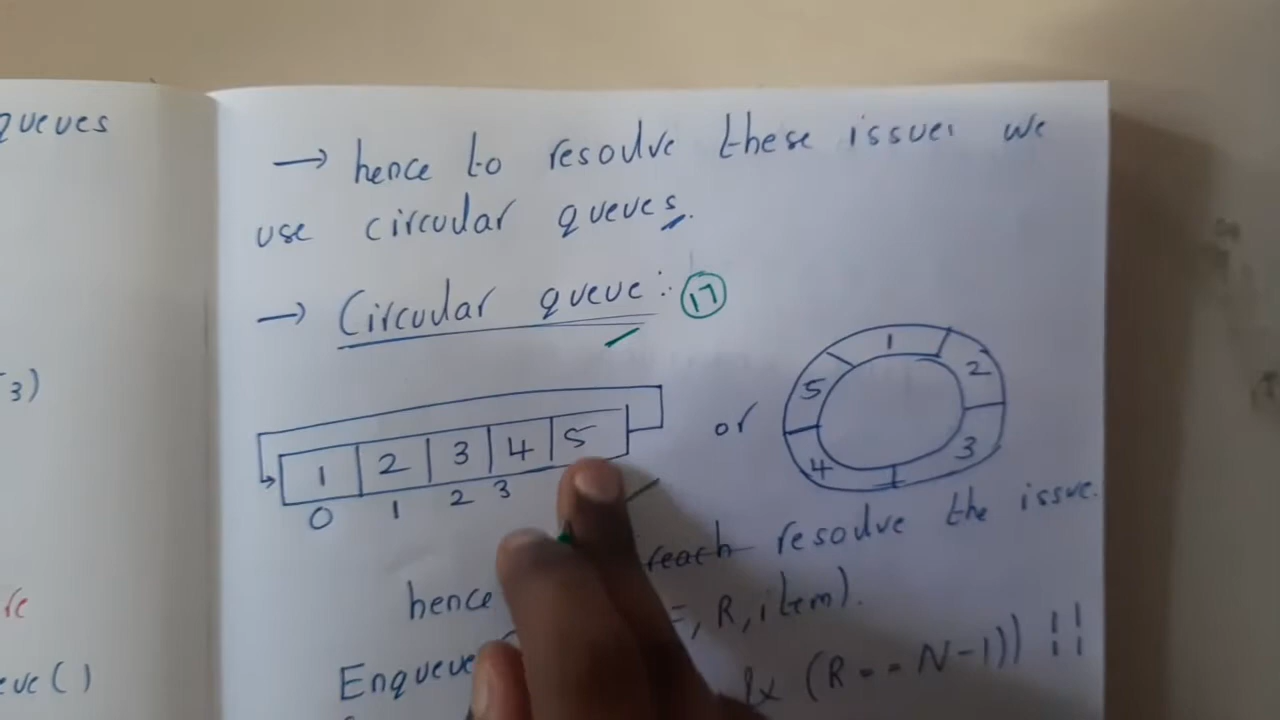 queues
3)
eue()
→ hence to resolve these issues we
use circular queues.
→ Circular queue: 17
1 2 3 4 5
0 1 2 3
or
1 2 3 4 5
reach resolve the issue.
hence
, R, item).
Enqueue
(R == N-1)) ||